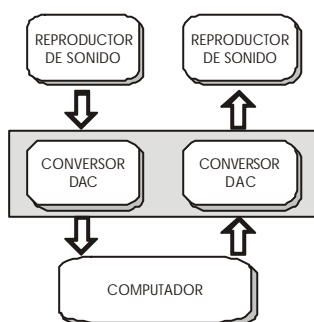 REPRODUCTOR
DE SONIDO
REPRODUCTOR
DE SONIDO
CONVERSOR
DAC
CONVERSOR
DAC
COMPUTADOR